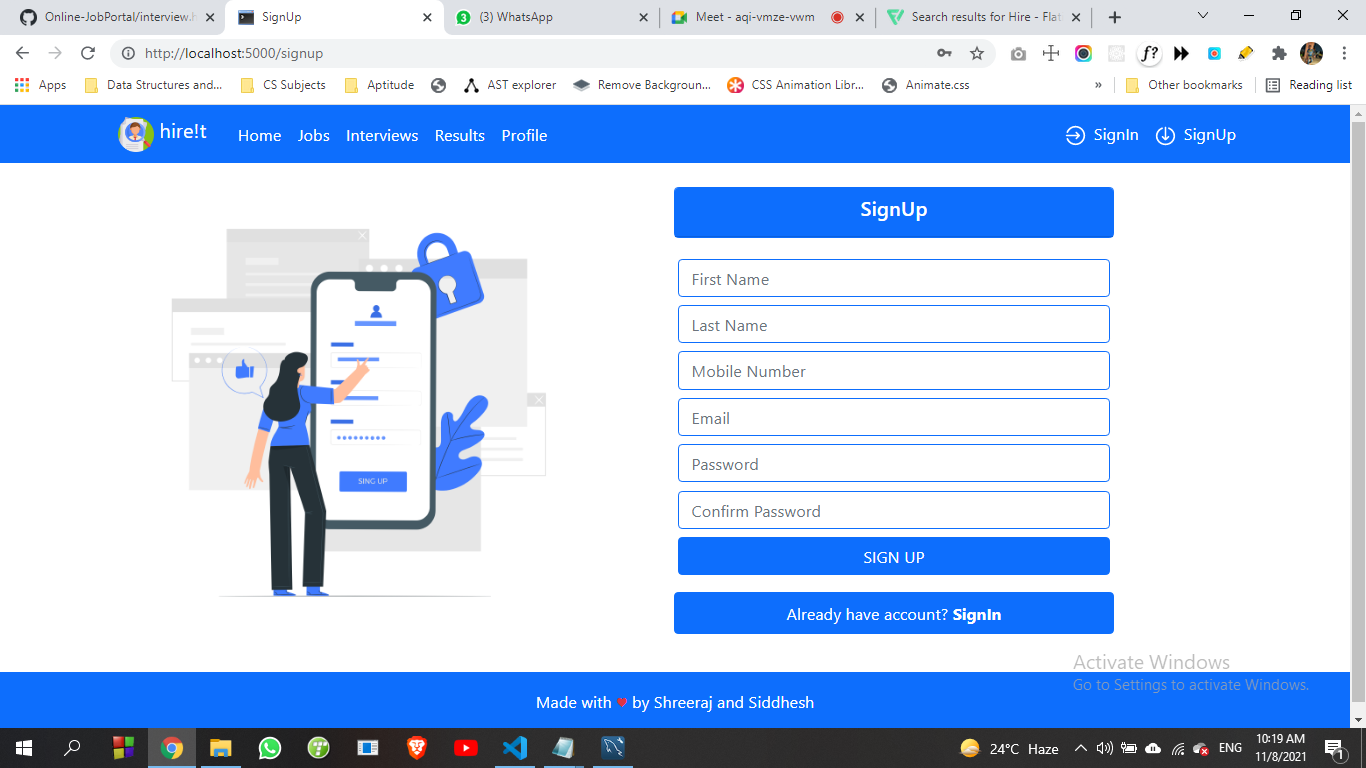 Online-JobPortal/interview.h
SignUp
(3) WhatsApp
Meet - aqi-vmze-vwm
Search results for Hire - Flat
http://localhost:5000/signup
Apps
Data Structures and...
CS Subjects
Aptitude
AST explorer
Remove Backgroun...
CSS Animation Libr...
Animate.css
»
Other bookmarks
Reading list
hire!t
Home
Jobs
Interviews
Results
Profile
SignIn
SignUp
SignUp
First Name
Last Name
Mobile Number
Email
Password
Confirm Password
SIGN UP
Already have account? SignIn
SING UP
Activate Windows
Go to Settings to activate Windows.
Made with ♥ by Shreeraj and Siddhesh
24°C Haze
ENG
10:19 AM
11/8/2021
1